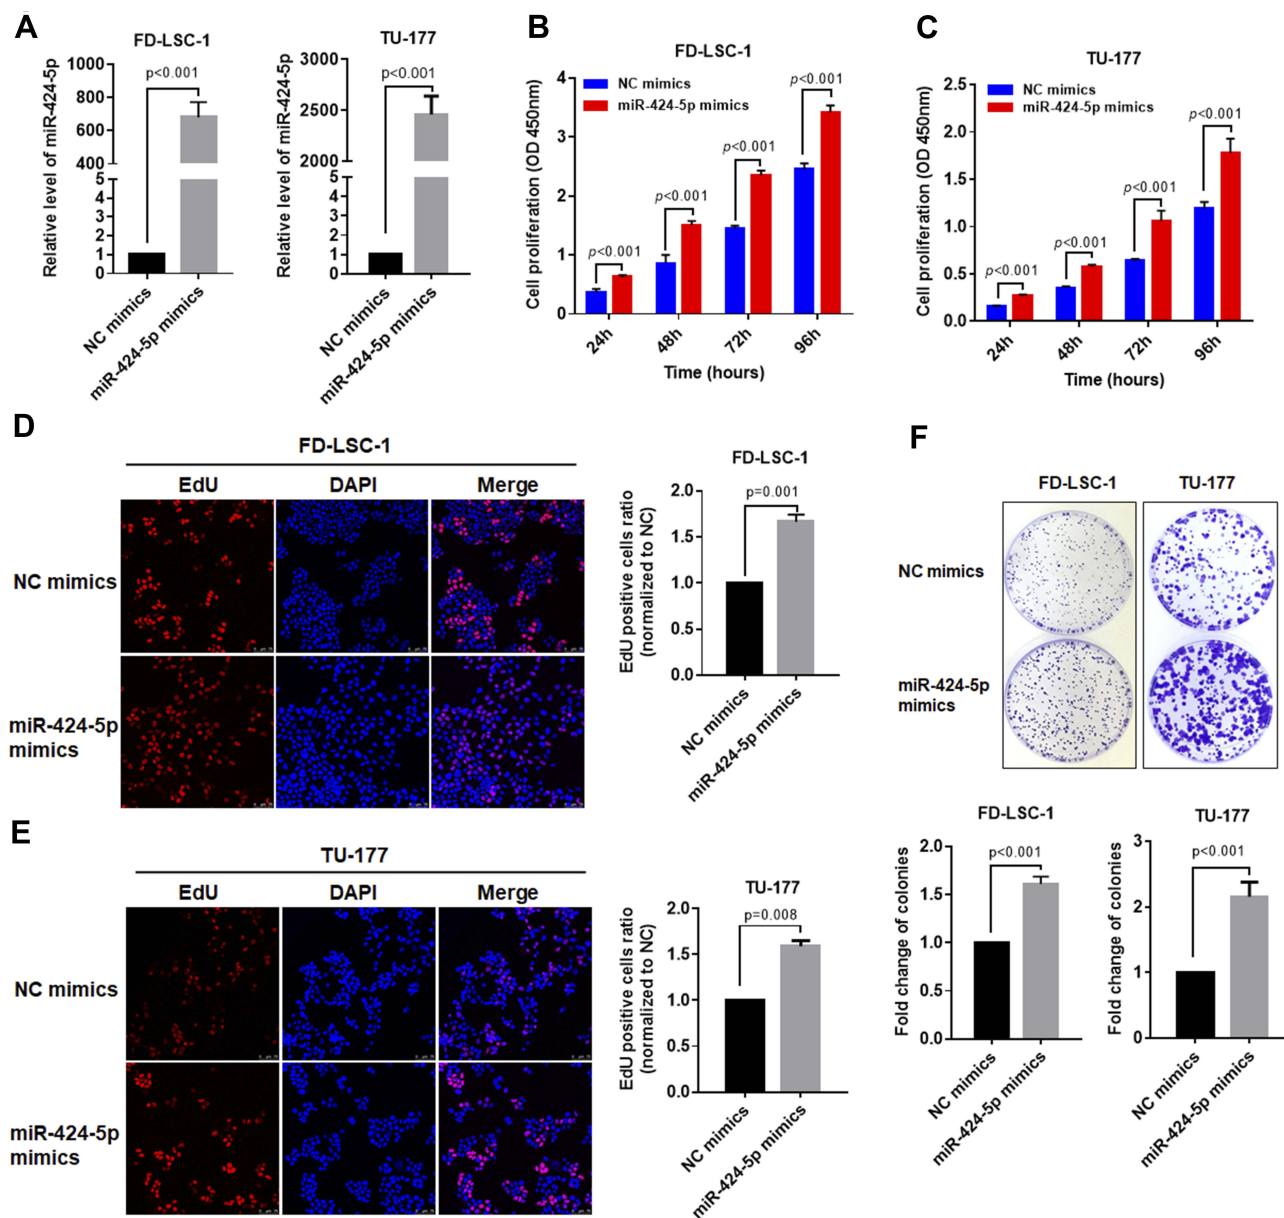 A
FD-LSC-1
Relative level of miR-424-5p
1000
800
600
400
5
4
3
2
1
0
p<0.001
NC mimics
miR-424-5p mimics
TU-177
Relative level of miR-424-5p
3000
2500
2000
5
4
3
2
1
0
p<0.001
NC mimics
miR-424-5p mimics
B
FD-LSC-1
NC mimics
miR-424-5p mimics
Cell proliferation (OD 450nm)
4
3
2
1
0
p<0.001
p<0.001
p<0.001
p<0.001
24h
48h
72h
96h
Time (hours)
C
TU-177
NC mimics
miR-424-5p mimics
Cell proliferation (OD 450nm)
2.5
2.0
1.5
1.0
0.5
0.0
p<0.001
p<0.001
p<0.001
p<0.001
24h
48h
72h
96h
Time (hours)
D
FD-LSC-1
EdU
DAPI
Merge
NC mimics
miR-424-5p
mimics
FD-LSC-1
EdU positive cells ratio
(normalized to NC)
2.0
1.5
1.0
0.5
0.0
p=0.001
NC mimics
miR-424-5p mimics
E
TU-177
EdU
DAPI
Merge
NC mimics
miR-424-5p
mimics
TU-177
EdU positive cells ratio
(normalized to NC)
2.0
1.5
1.0
0.5
0.0
p=0.008
NC mimics
miR-424-5p mimics
F
FD-LSC-1
TU-177
NC mimics
miR-424-5p
mimics
FD-LSC-1
Fold change of colonies
2.0
1.5
1.0
0.5
0.0
p<0.001
NC mimics
miR-424-5p mimics
TU-177
Fold change of colonies
3
2
1
0
p<0.001
NC mimics
miR-424-5p mimics